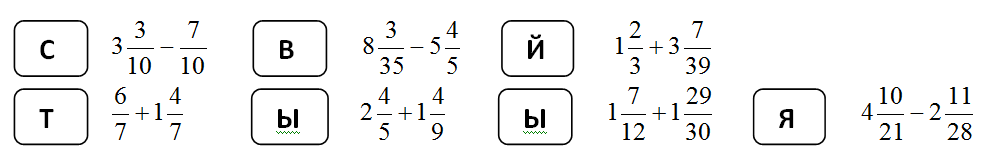 С 3 3/10 − 7/10 В 8 3/35 − 5 4/5 Й 1 2/3 + 3 7/39
Т 6/7 + 1 4/7 Ы 2 4/5 + 1 4/9 Ы 1 7/12 + 1 29/30 Я 4 10/21 − 2 11/28